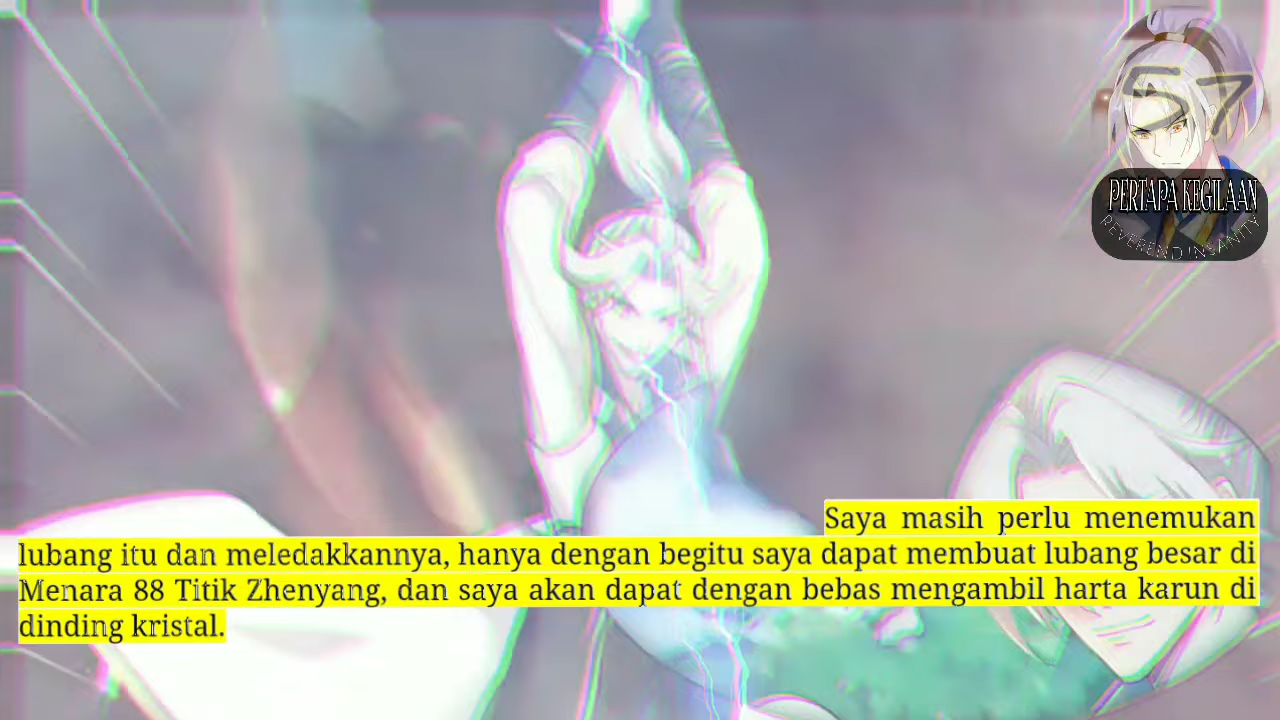 57
PERTAPA KEGILAAN
REVEREND INSANITY
Saya masih perlu menemukan
lubang itu dan meledakkannya, hanya dengan begitu saya dapat membuat lubang besar di
Menara 88 Titik Zhenyang, dan saya akan dapat dengan bebas mengambil harta karun di
dinding kristal.